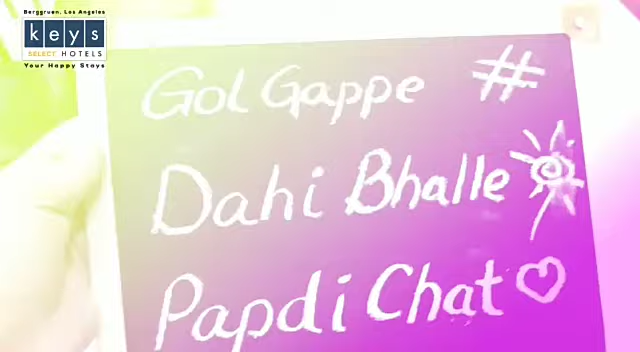 Berggruen, Los Angeles
keys
SELECT HOTELS
Your Happy Stays
Gol Gappe #
Dahi Bhalle
Papdi Chat